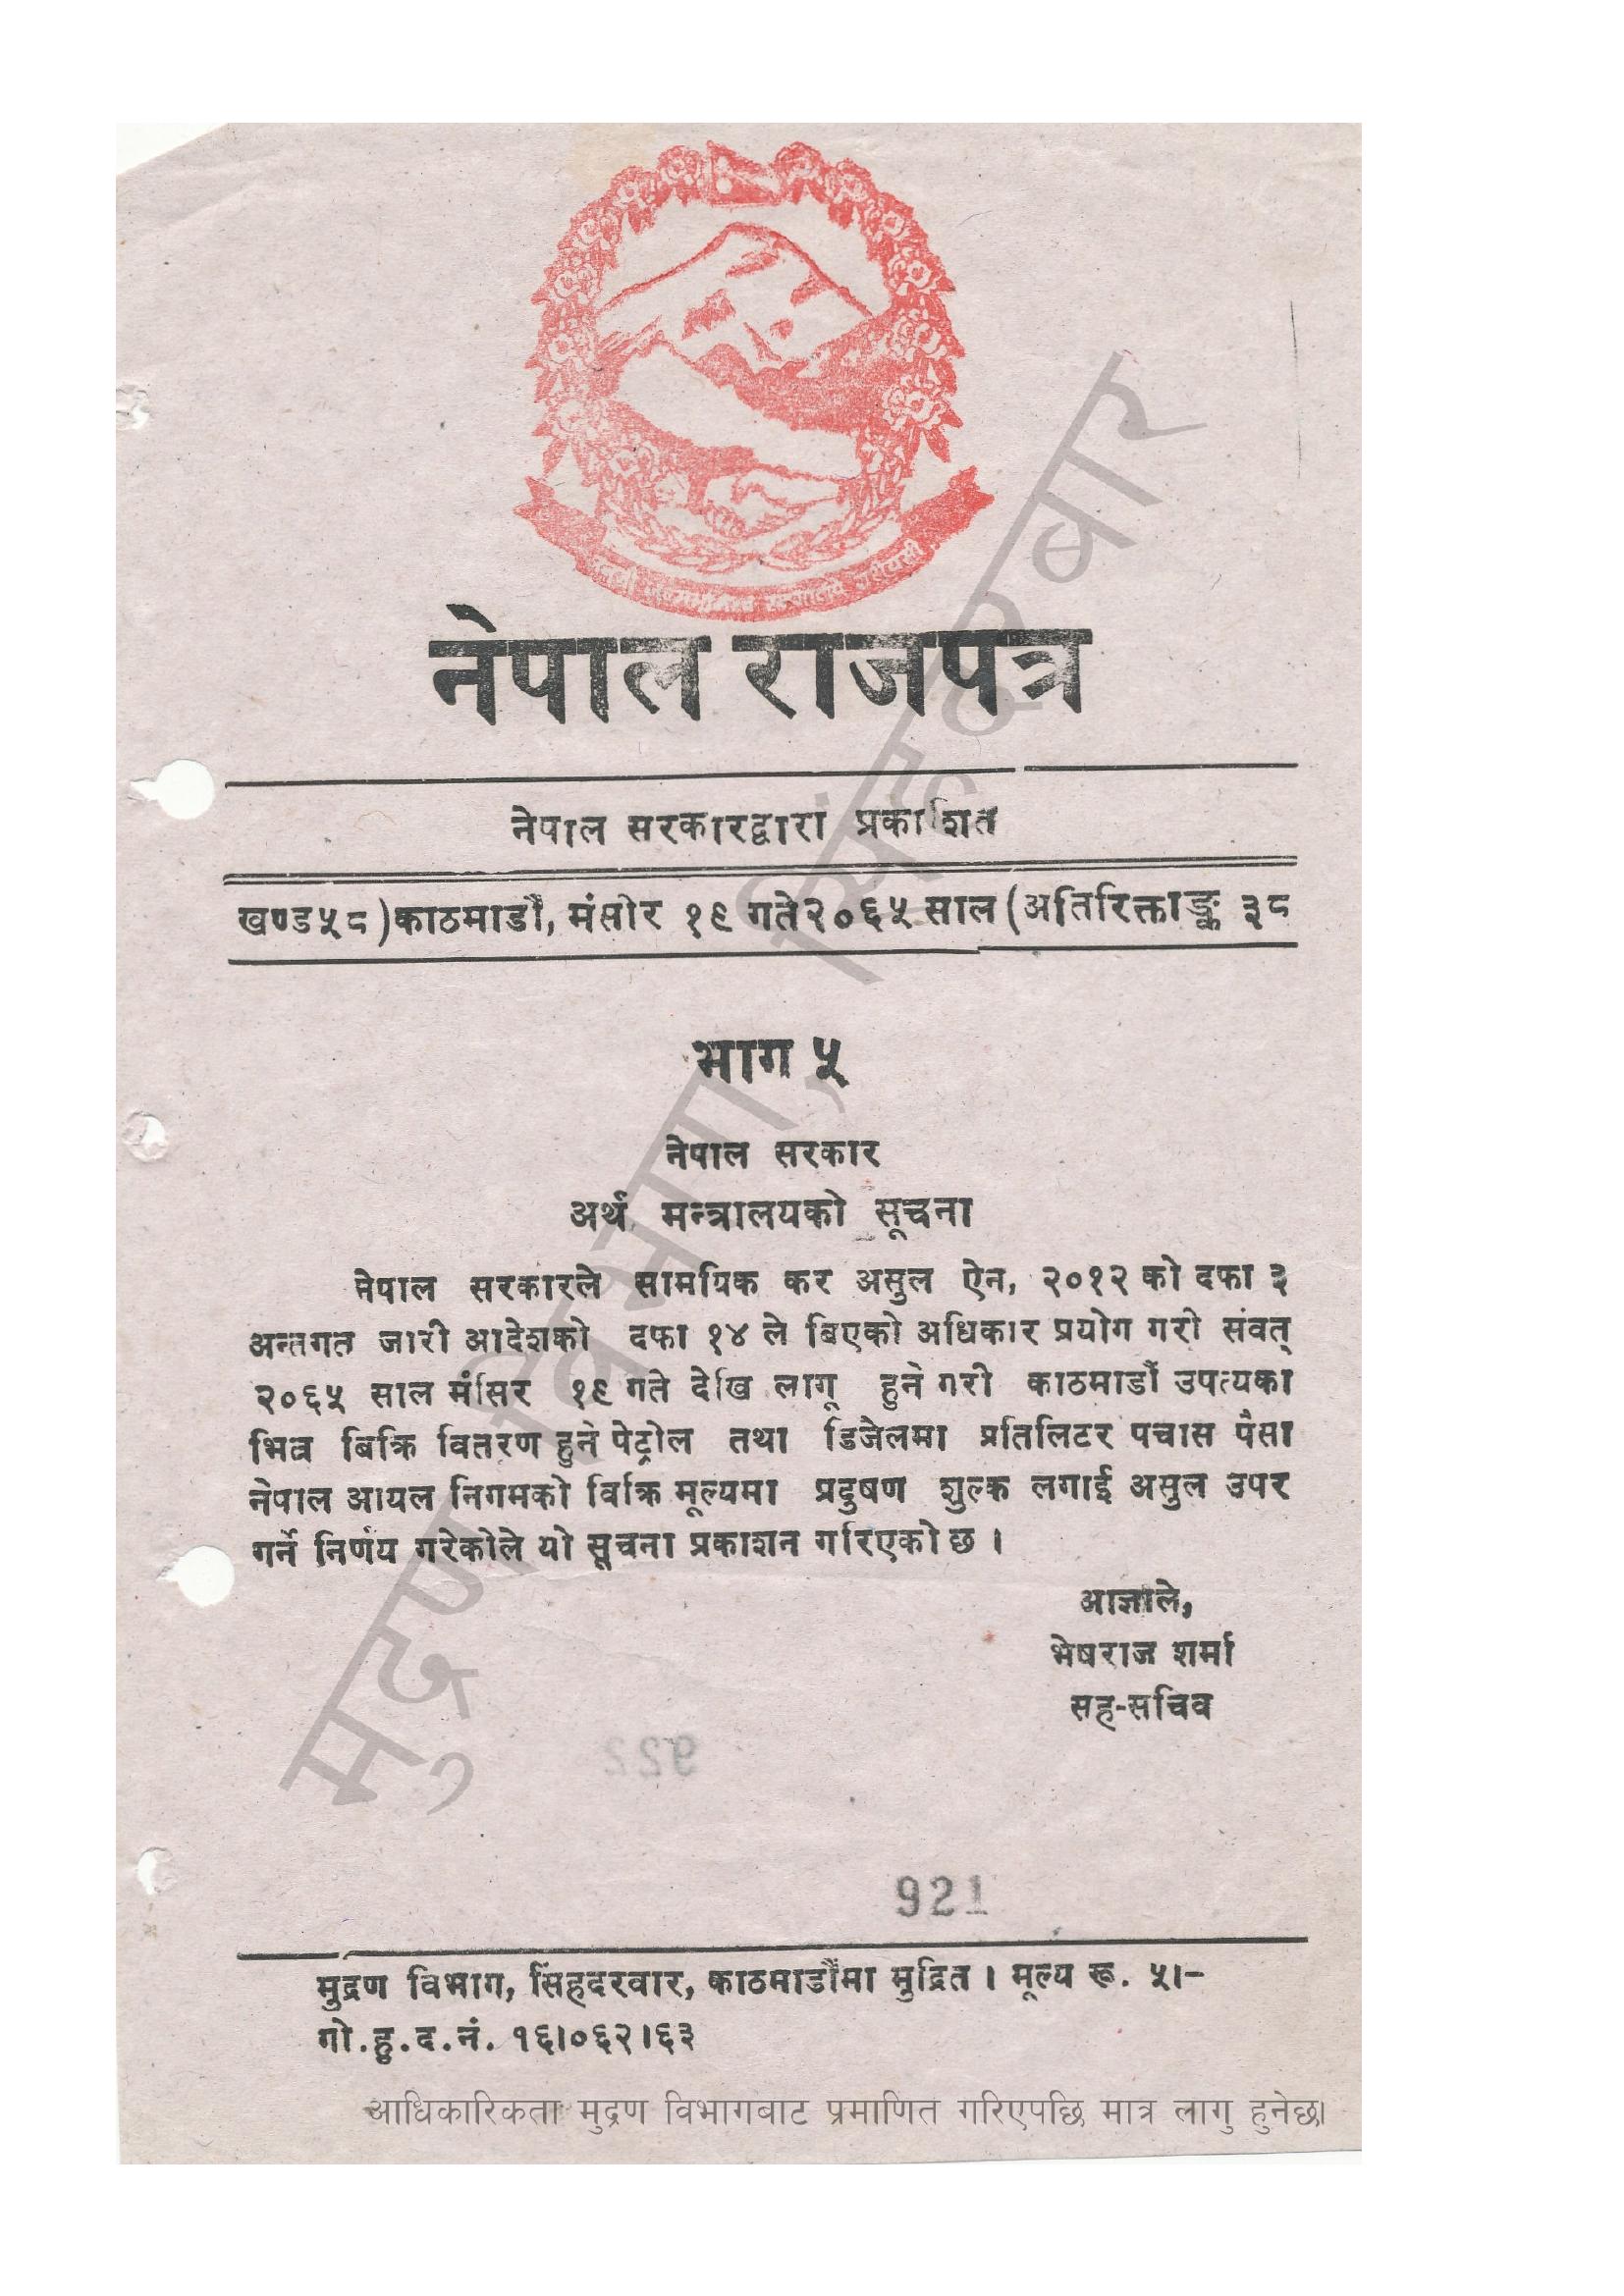 नेपाल राजपत्र
नेपाल सरकारद्वारा प्रकाशित
खण्ड५८)काठमाडौं, मंसीर १९ गते२०६५ साल (अतिरिक्ताङ्क ३८
भाग ५
नेपाल सरकार
अर्थ मन्त्रालयको सूचना
नेपाल सरकारले सामयिक कर असुल ऐन, २०१२ को दफा ३
अन्तगत जारी आदेशको दफा १४ ले दिएको अधिकार प्रयोग गरी संवत्
२०६५ साल मंसिर १९ गते देखि लागू हुने गरी काठमाडौं उपत्यका
भित्र बिक्रि वितरण हुने पेट्रोल तथा डिजेलमा प्रतिलिटर पचास पैसा
नेपाल आयल निगमको विक्रि मूल्यमा प्रदुषण शुल्क लगाई असुल उपर
गर्ने निर्णय गरेकोले यो सूचना प्रकाशन गरिएको छ ।
आज्ञाले,
भेषराज शर्मा
सह-सचिव
921
मुद्रण विभाग, सिंहदरवार, काठमाडौंमा मुद्रित । मूल्य रू. ५।-
गो.हु.द.नं. १६।०६२।६३
आधिकारिकता मुद्रण विभागबाट प्रमाणित गरिएपछि मात्र लागु हुनेछ।
मुद्रण विभाग, सिंहदरवार